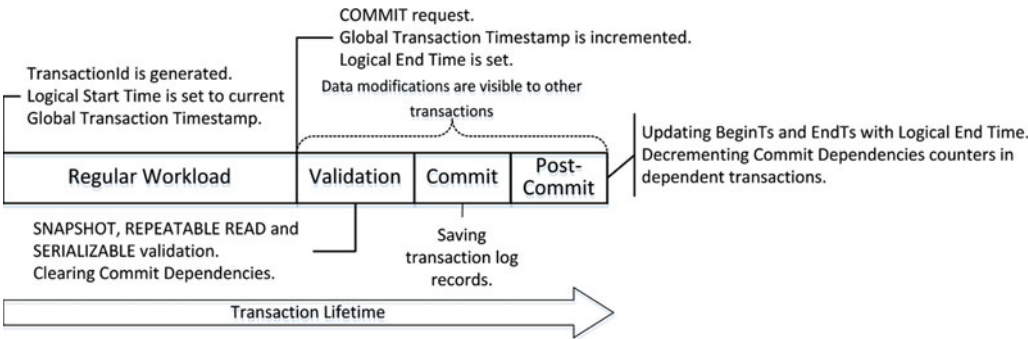 COMMIT request.
Global Transaction Timestamp is incremented.
Logical End Time is set.
TransactionId is generated.
Logical Start Time is set to current
Global Transaction Timestamp.
Data modifications are visible to other
transactions
Updating BeginTs and EndTs with Logical End Time.
Decrementing Commit Dependencies counters in
dependent transactions.
Regular Workload
Validation
Commit
Post-
Commit
SNAPSHOT, REPEATABLE READ and
SERIALIZABLE validation.
Clearing Commit Dependencies.
Saving
transaction log
records.
Transaction Lifetime